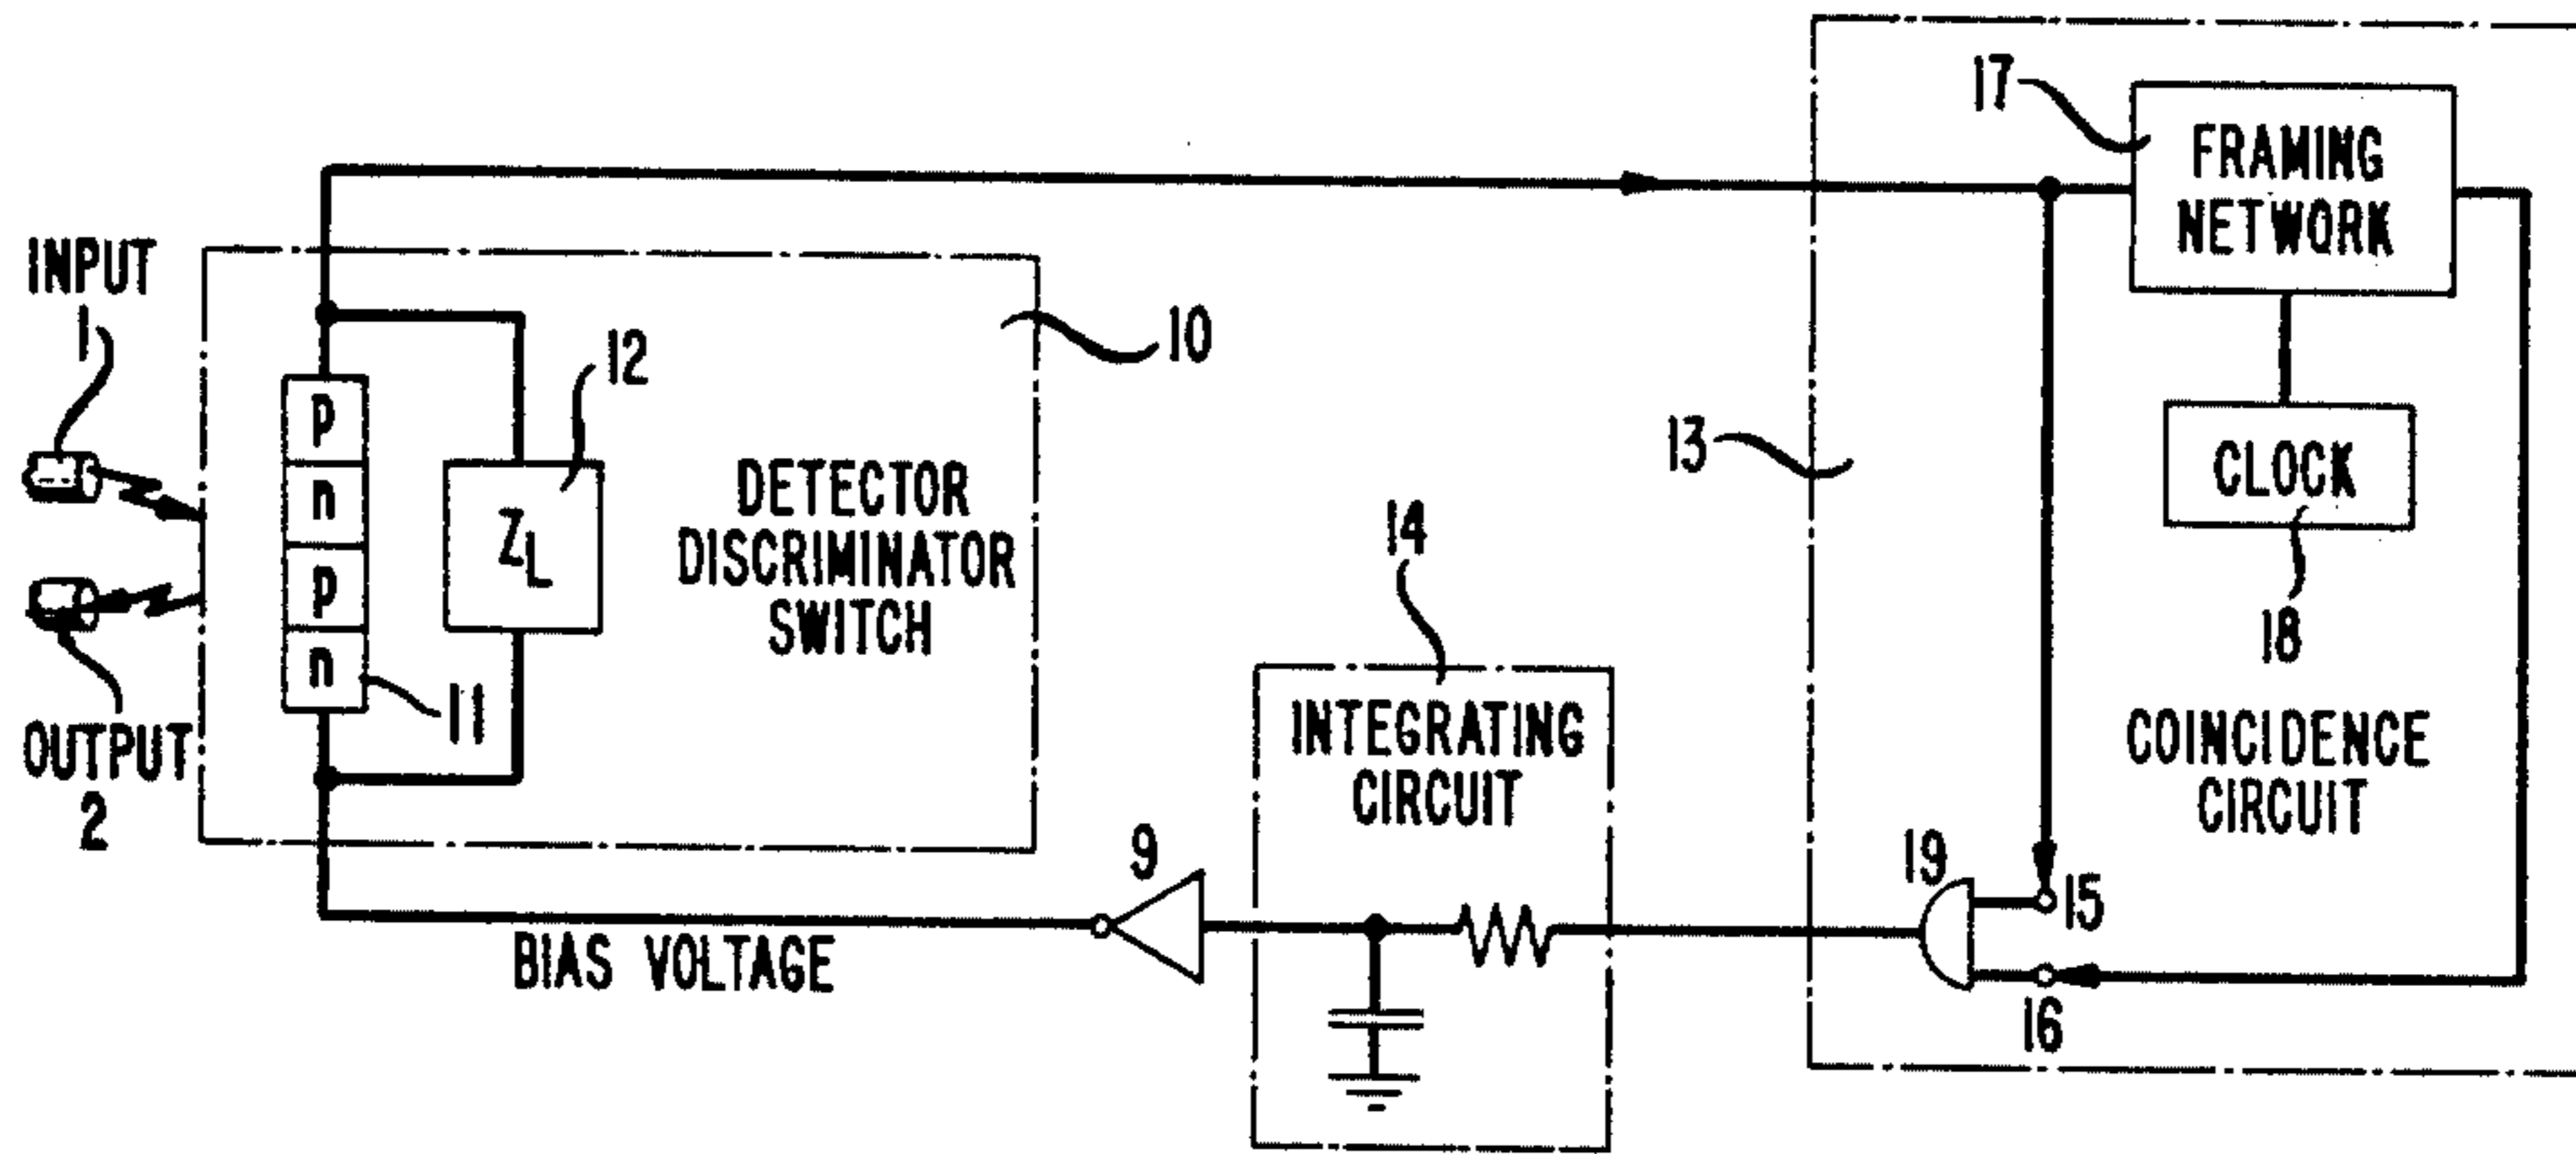 17
FRAMING
NETWORK
INPUT
1
10
12
p
n
p
n
Z_L
DETECTOR
DISCRIMINATOR
SWITCH
11
OUTPUT
2
13
CLOCK
18
14
INTEGRATING
CIRCUIT
COINCIDENCE
CIRCUIT
9
19
15
16
BIAS VOLTAGE